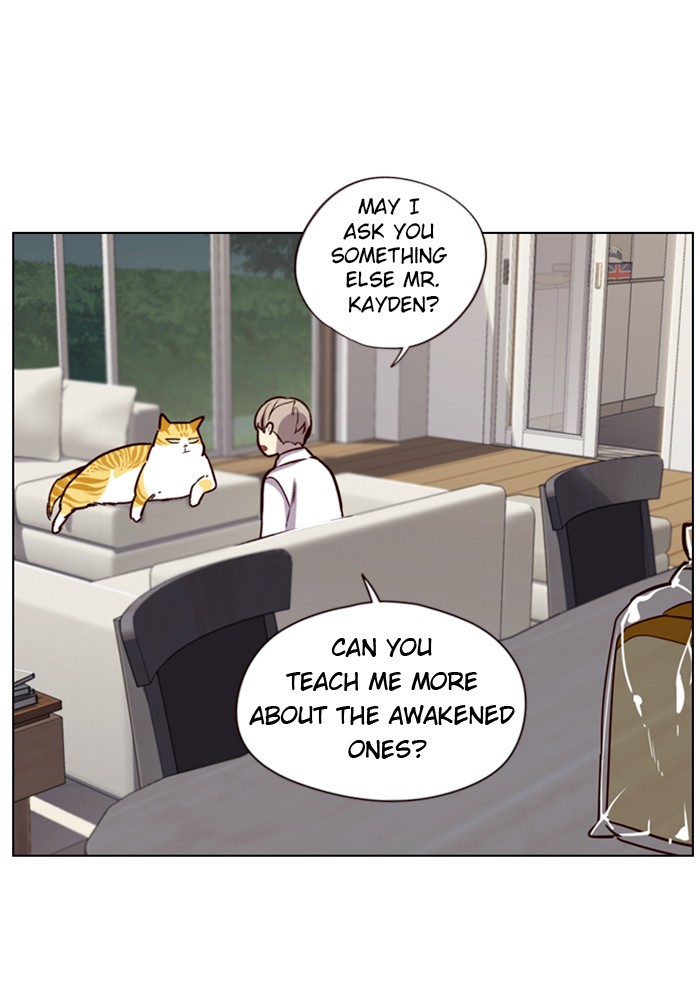 MAY I
ASK YOU
SOMETHING
ELSE MR.
KAYDEN?
CAN YOU
TEACH ME MORE
ABOUT THE AWAKENED
ONES?